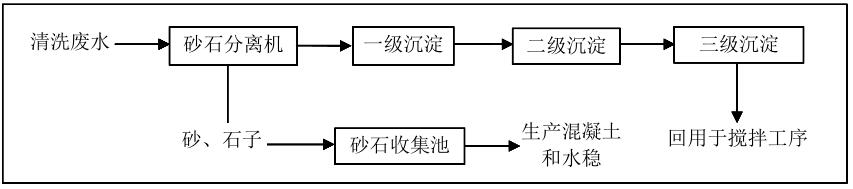 清洗废水
砂石分离机
一级沉淀
二级沉淀
三级沉淀
砂、石子
砂石收集池
生产混凝土
和水稳
回用于搅拌工序